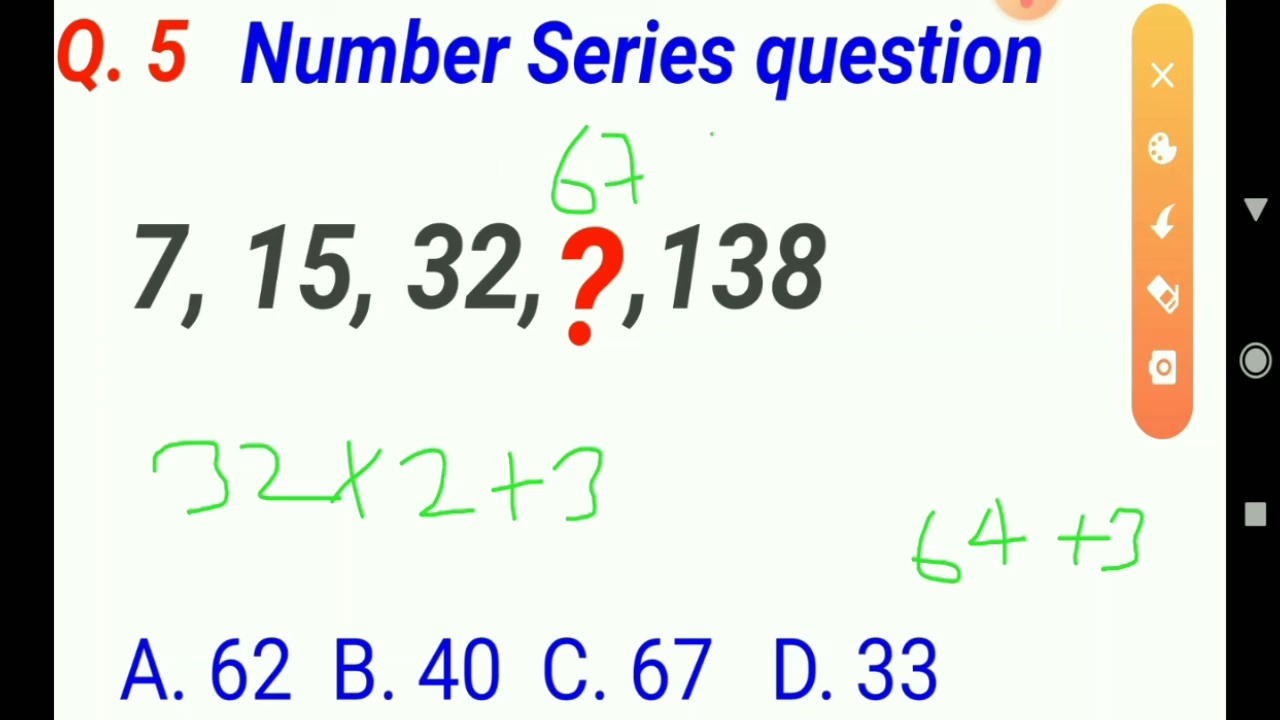 Q. 5 Number Series question
67
7, 15, 32, ?, 138
32 x 2 + 3
64 + 3
A. 62 B. 40 C. 67 D. 33